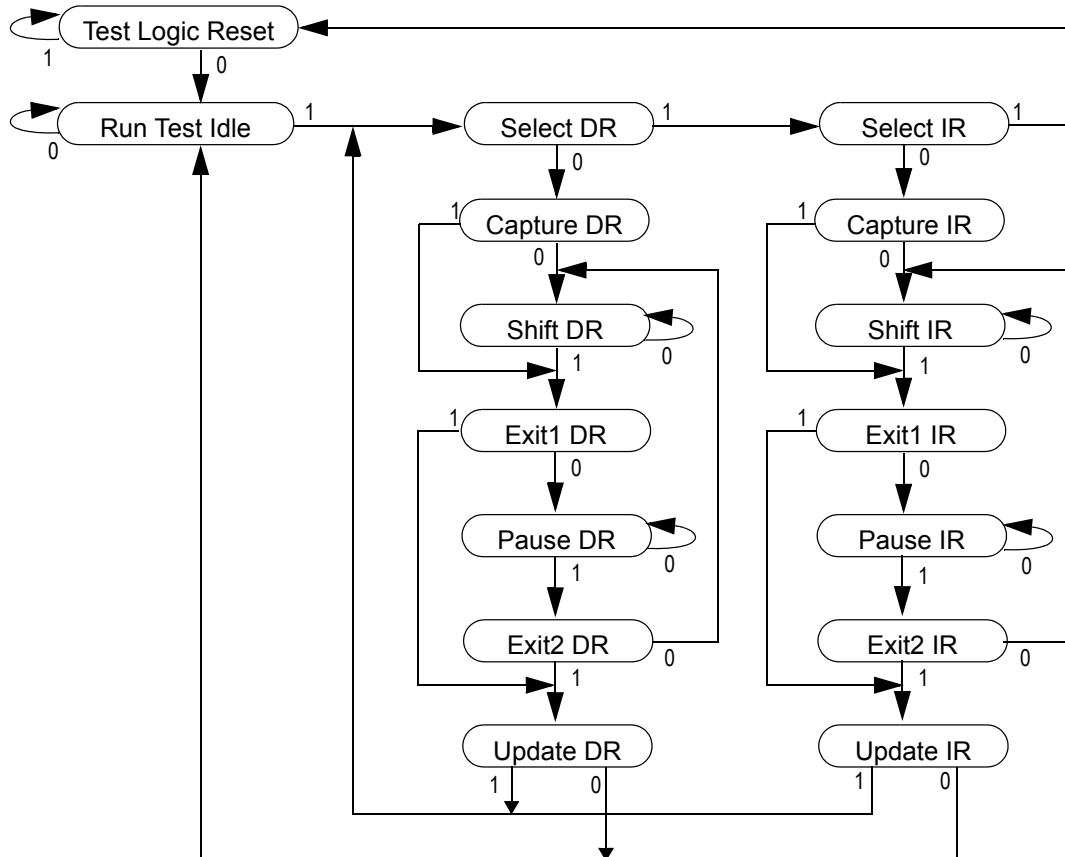 Test Logic Reset
1
0
Run Test Idle
1
Select DR
1
Select IR
1
0
0
0
1
Capture DR
1
Capture IR
0
0
Shift DR
Shift IR
0
0
1
1
1
Exit1 DR
1
Exit1 IR
0
0
Pause DR
Pause IR
0
0
1
1
Exit2 DR
Exit2 IR
0
0
1
1
Update DR
Update IR
1
0
1
0